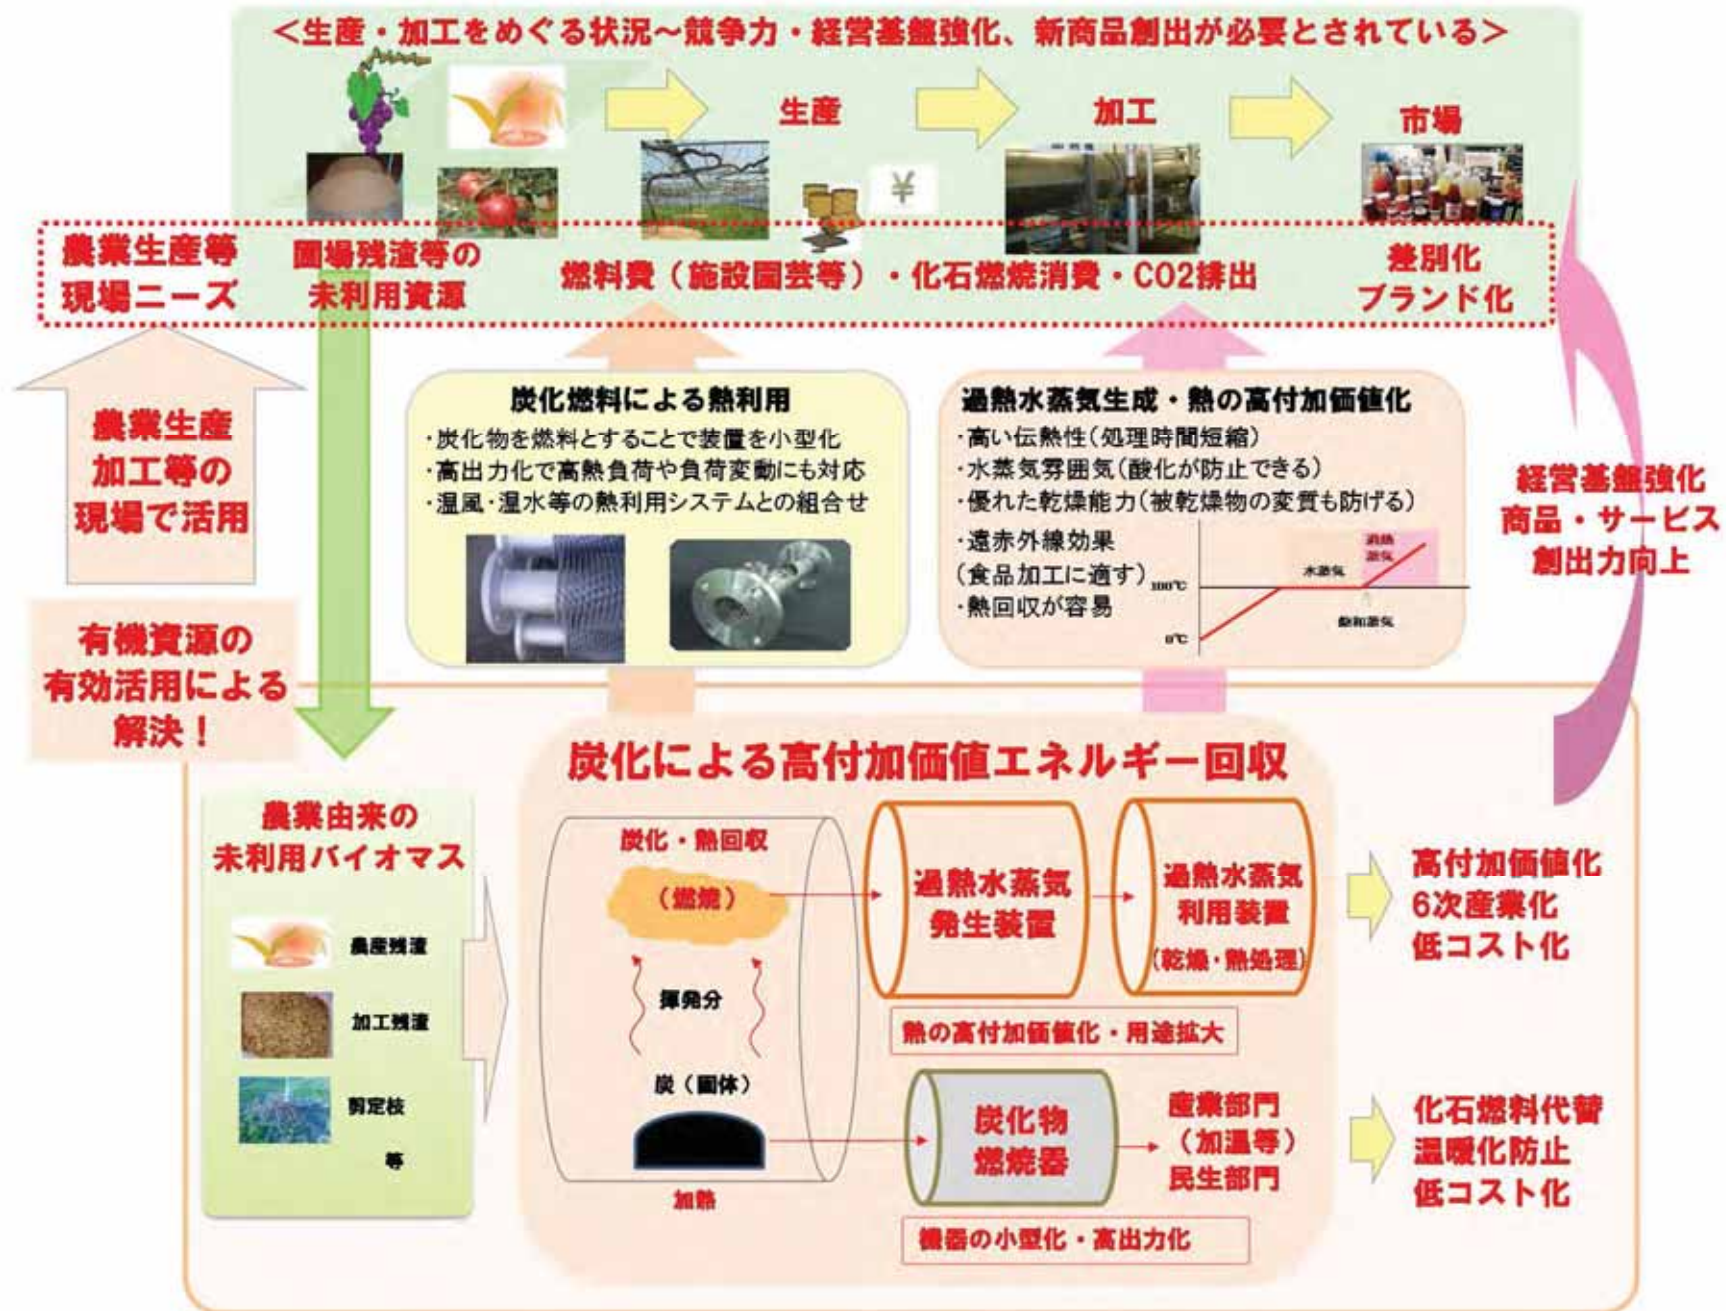 ＜生産・加工をめぐる状況～競争力・経営基盤強化、新商品創出が必要とされている＞
生産
加工
市場
¥
農業生産等
現場ニーズ
圃場残渣等の
未利用資源
燃料費（施設園芸等）・化石燃焼消費・CO2排出
差別化
ブランド化
農業生産
加工等の
現場で活用
炭化燃料による熱利用
・炭化物を燃料とすることで装置を小型化
・高出力化で高熱負荷や負荷変動にも対応
・温風・温水等の熱利用システムとの組合せ
過熱水蒸気生成・熱の高付加価値化
・高い伝熱性（処理時間短縮）
・水蒸気雰囲気（酸化が防止できる）
・優れた乾燥能力（被乾燥物の変質も防げる）
・遠赤外線効果
（食品加工に適す）
・熱回収が容易
過熱
蒸気
水蒸気
100℃
飽和蒸気
0℃
経営基盤強化
商品・サービス
創出力向上
有機資源の
有効活用による
解決！
炭化による高付加価値エネルギー回収
農業由来の
未利用バイオマス
農産残渣
加工残渣
剪定枝
等
炭化・熱回収
（燃焼）
揮発分
炭（固体）
加熱
過熱水蒸気
発生装置
過熱水蒸気
利用装置
（乾燥・熱処理）
熱の高付加価値化・用途拡大
高付加価値化
6次産業化
低コスト化
炭化物
燃焼器
産業部門
（加温等）
民生部門
機器の小型化・高出力化
化石燃料代替
温暖化防止
低コスト化